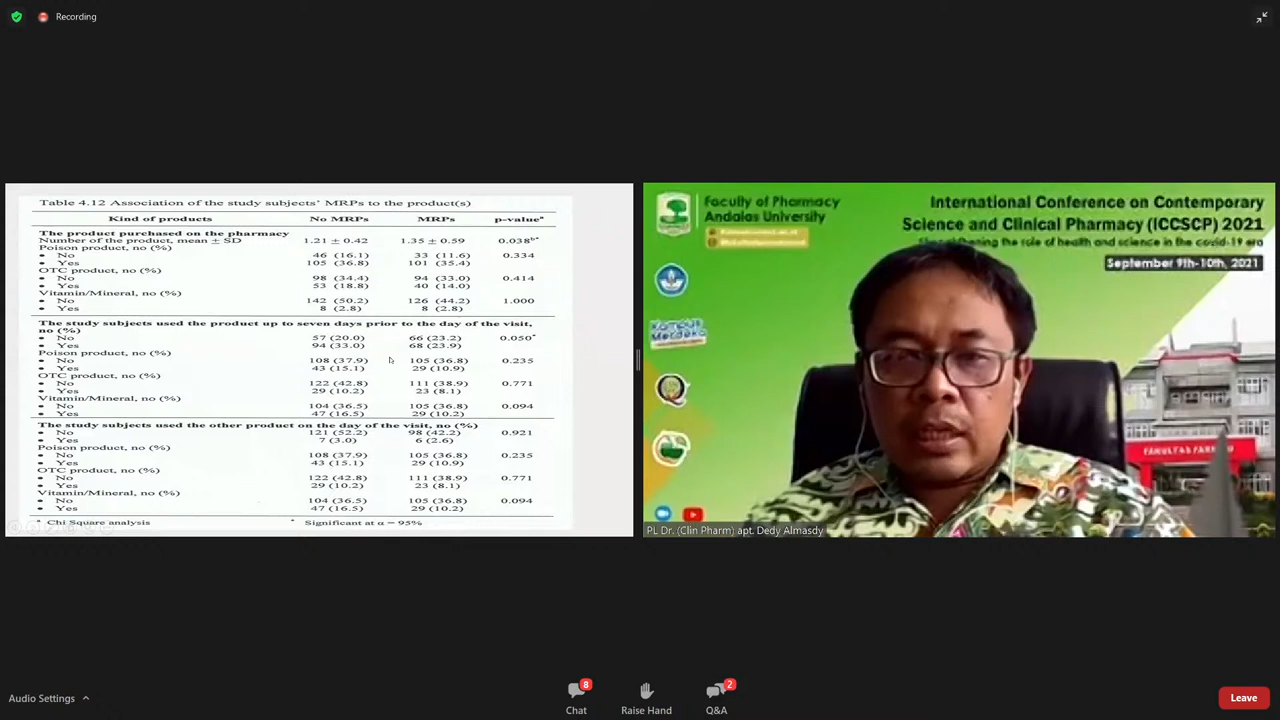 Recording
Table 4.12 Association of the study subjects' MRPs to the product(s)
Kind of products No MRPs MRPs p-valueª
The product purchased on the pharmacy
Number of the product, mean ± SD 1.21 ± 0.42 1.35 ± 0.59 0.038ᵇ*
Poison product, no (%)
• No 46 (16.1) 33 (11.6) 0.334
• Yes 105 (36.8) 101 (35.4)
OTC product, no (%)
• No 98 (34.4) 94 (33.0) 0.414
• Yes 53 (18.8) 40 (14.0)
Vitamin/Mineral, no (%)
• No 142 (50.2) 126 (44.2) 1.000
• Yes 8 (2.8) 8 (2.8)
The study subjects used the product up to seven days prior to the day of the visit,
no (%)
• No 57 (20.0) 66 (23.2) 0.050*
• Yes 94 (33.0) 68 (23.9)
Poison product, no (%)
• No 108 (37.9) 105 (36.8) 0.235
• Yes 43 (15.1) 29 (10.9)
OTC product, no (%)
• No 122 (42.8) 111 (38.9) 0.771
• Yes 29 (10.2) 23 (8.1)
Vitamin/Mineral, no (%)
• No 104 (36.5) 105 (36.8) 0.094
• Yes 47 (16.5) 29 (10.2)
The study subjects used the other product on the day of the visit, no (%)
• No 121 (52.2) 98 (42.2) 0.921
• Yes 7 (3.0) 6 (2.6)
Poison product, no (%)
• No 108 (37.9) 105 (36.8) 0.235
• Yes 43 (15.1) 29 (10.9)
OTC product, no (%)
• No 122 (42.8) 111 (38.9) 0.771
• Yes 29 (10.2) 23 (8.1)
Vitamin/Mineral, no (%)
• No 104 (36.5) 105 (36.8) 0.094
• Yes 47 (16.5) 29 (10.2)
ª Chi Square analysis * Significant at α = 95%
Faculty of Pharmacy
Andalas University
International Conference on Contemporary
Science and Clinical Pharmacy (ICCSCP) 2021
Strengthening the role of health and science in the covid-19 era
September 9th-10th, 2021
Kampus
Merdeka
FAKULTAS FARMASI
PL Dr. (Clin Pharm) apt. Dedy Almasdy
Audio Settings
8
Chat
Raise Hand
2
Q&A
Leave